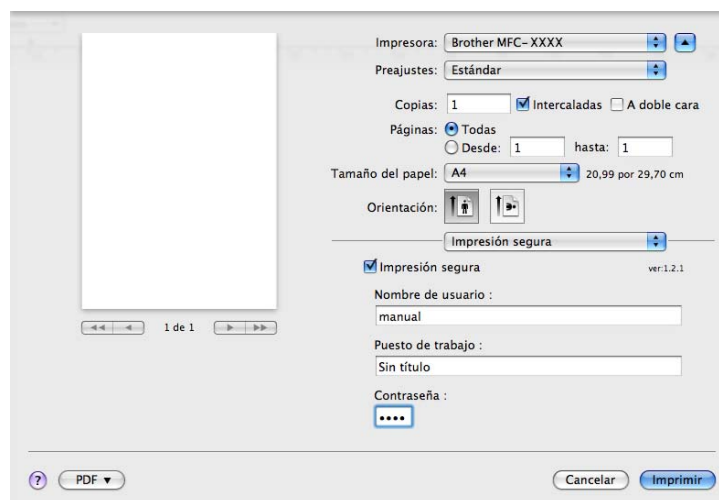 Impresora: Brother MFC-XXXX
Preajustes: Estándar
Copias: 1 Intercaladas A doble cara
Páginas: Todas
Desde: 1 hasta: 1
Tamaño del papel: A4 20,99 por 29,70 cm
Orientación:
Impresión segura
Impresión segura ver:1.2.1
Nombre de usuario :
manual
1 de 1
Puesto de trabajo :
Sin título
Contraseña :
••••
? PDF ▼ Cancelar Imprimir